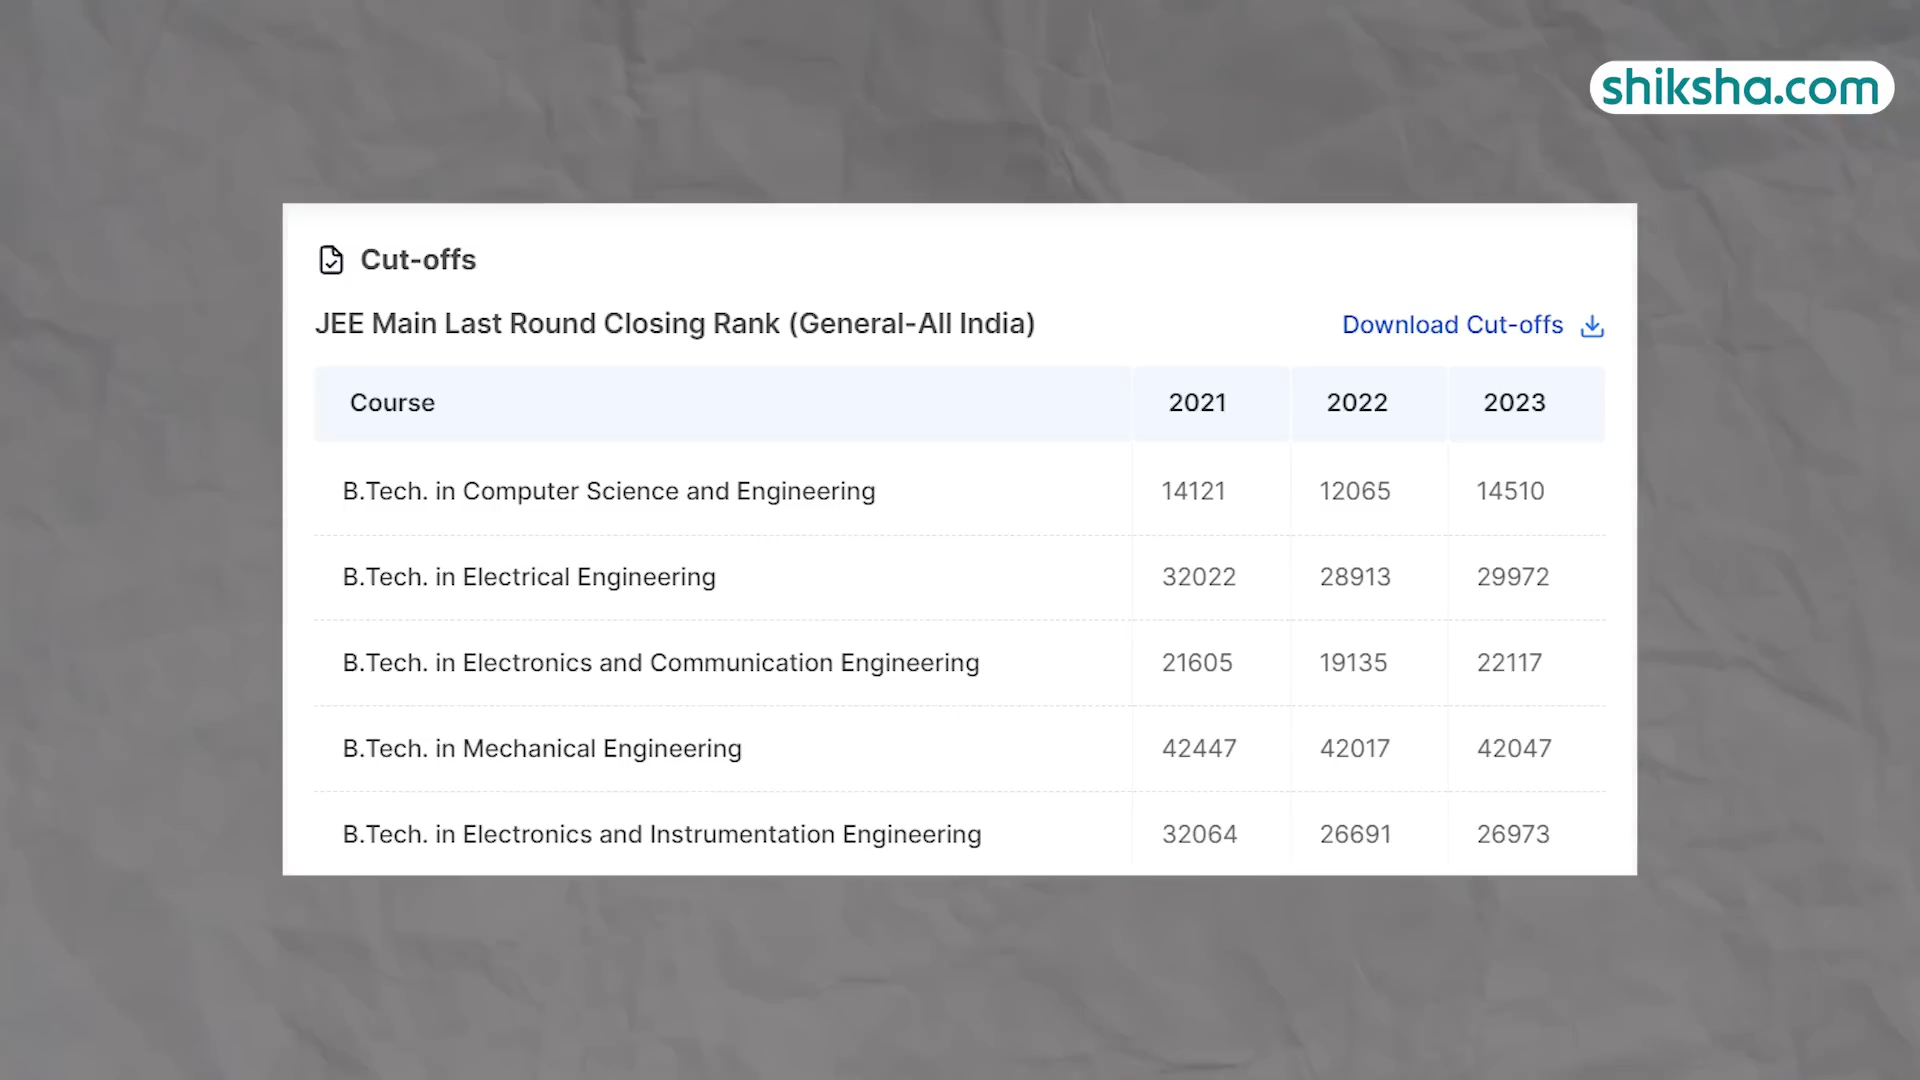 shiksha.com
Cut-offs
JEE Main Last Round Closing Rank (General-All India)
Download Cut-offs
Course 2021 2022 2023
B.Tech. in Computer Science and Engineering 14121 12065 14510
B.Tech. in Electrical Engineering 32022 28913 29972
B.Tech. in Electronics and Communication Engineering 21605 19135 22117
B.Tech. in Mechanical Engineering 42447 42017 42047
B.Tech. in Electronics and Instrumentation Engineering 32064 26691 26973